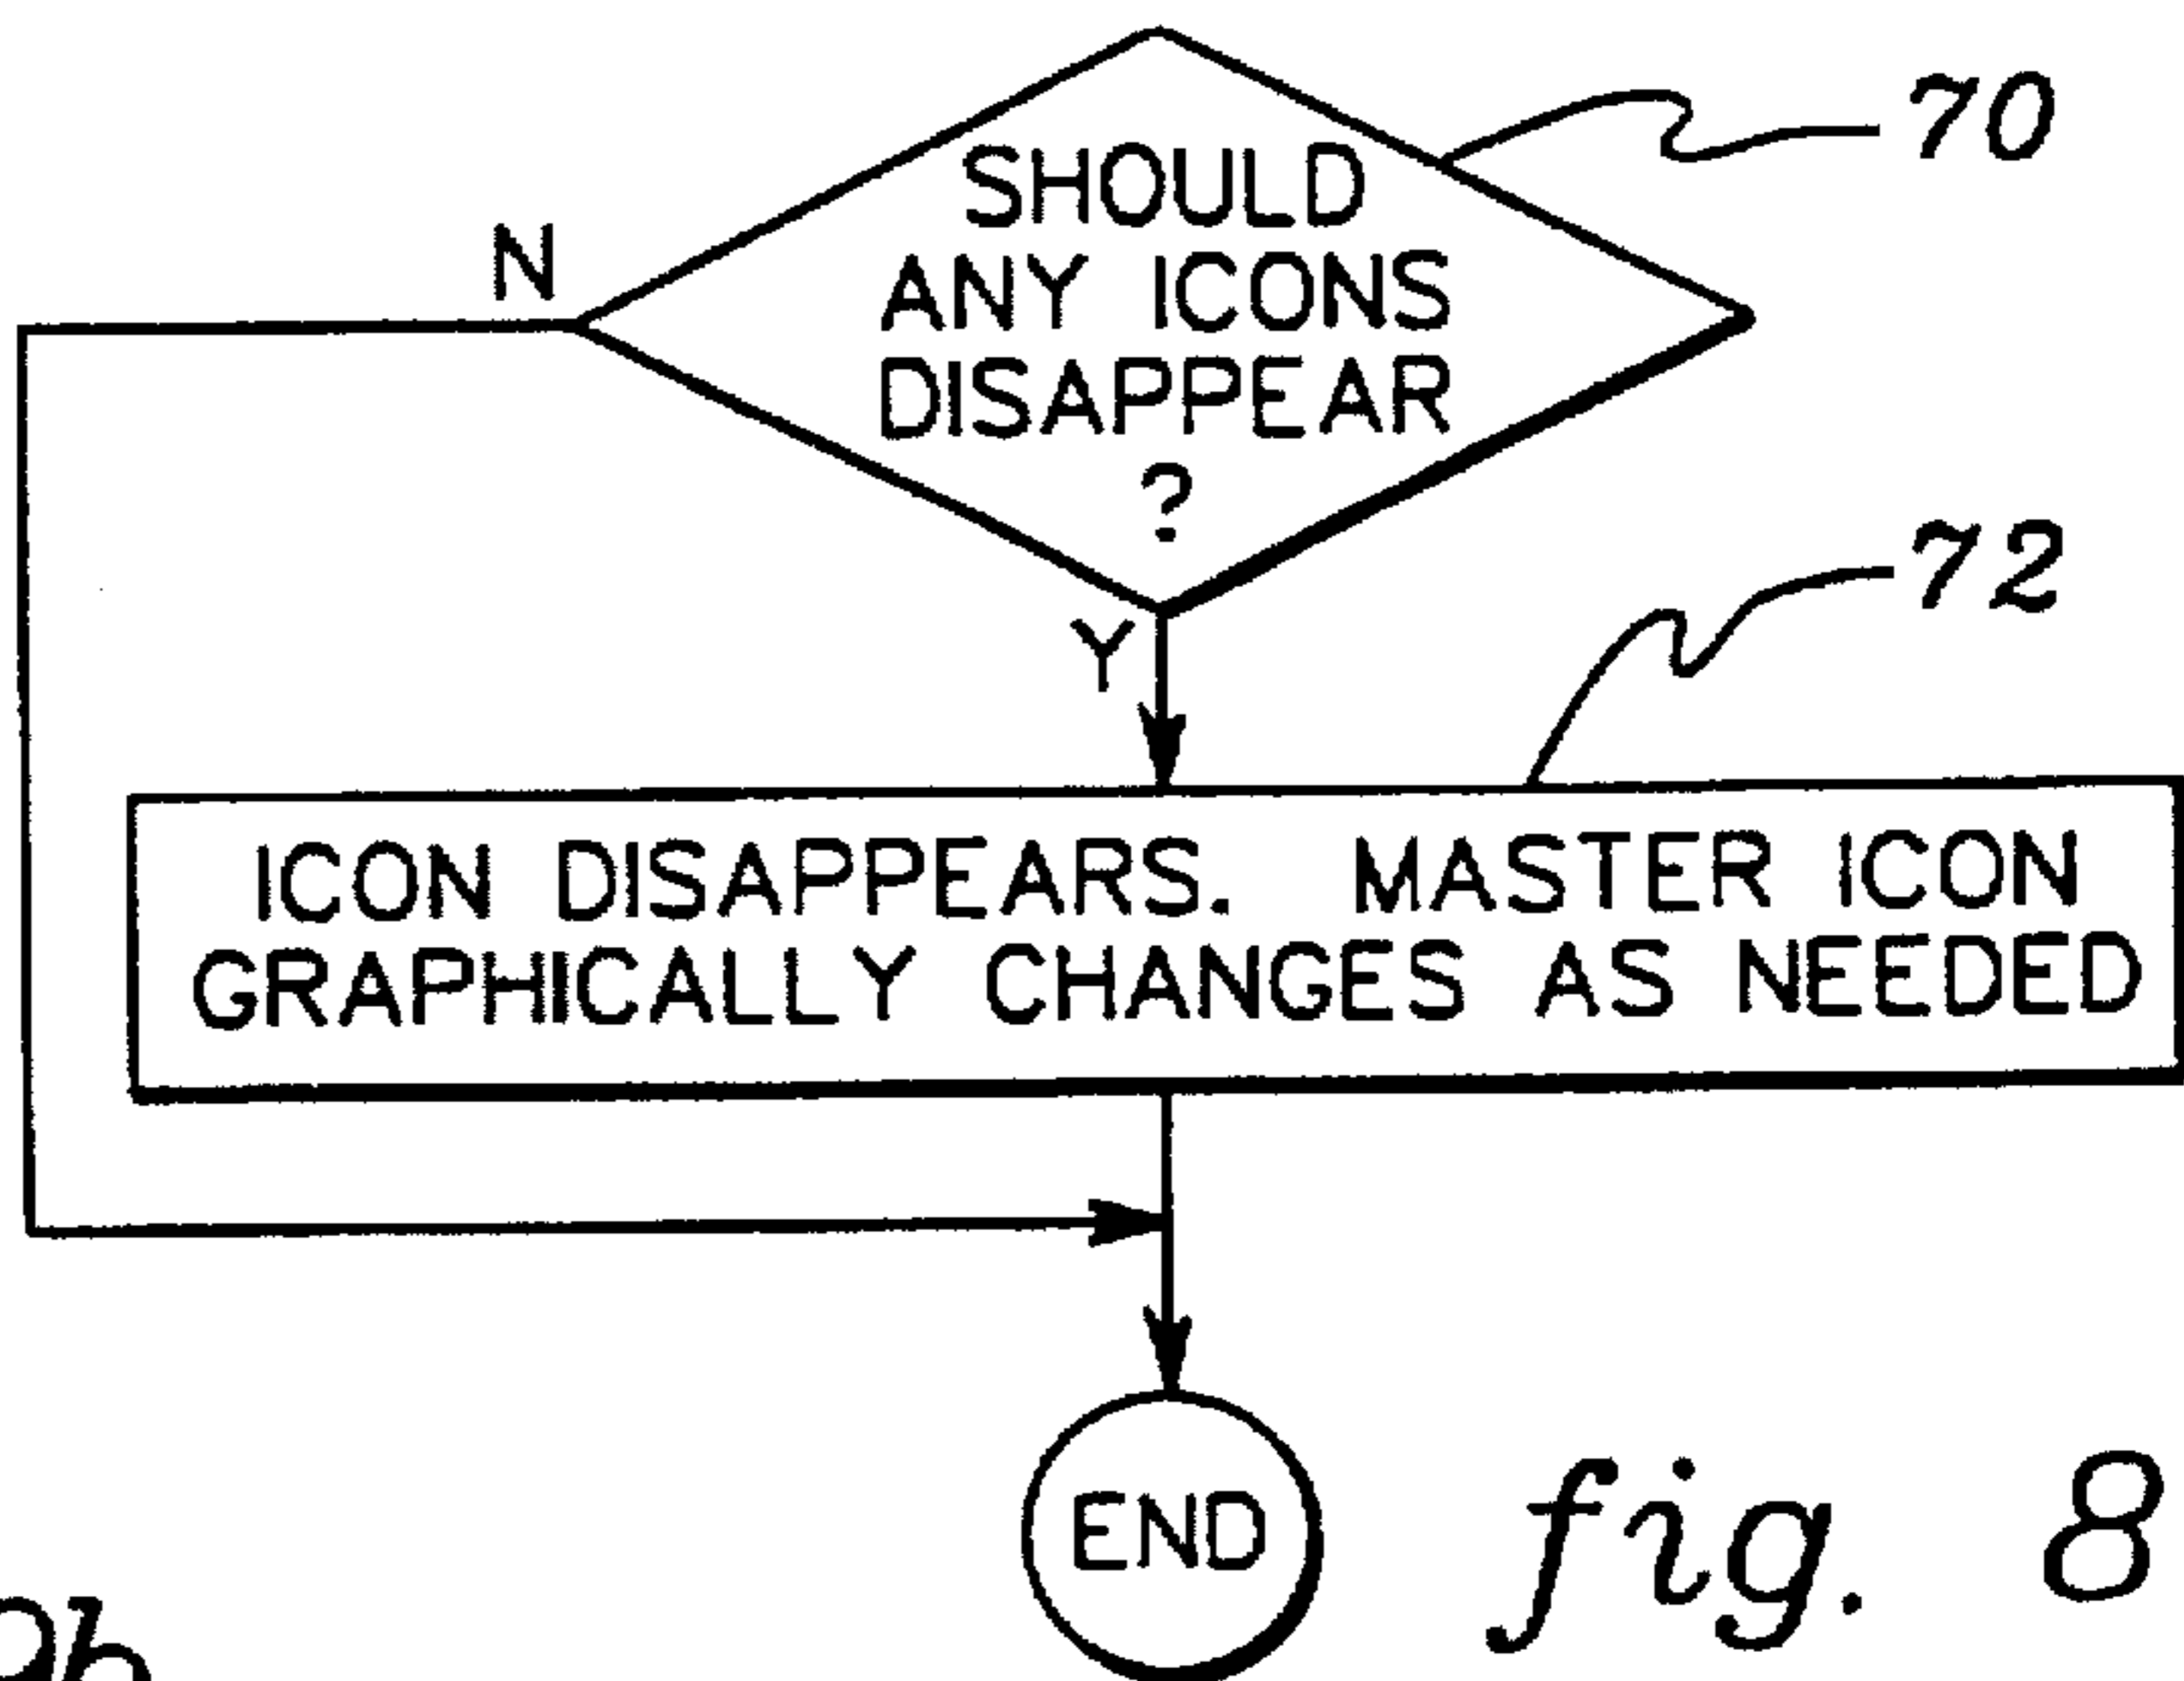 70
SHOULD
ANY ICONS
DISAPPEAR
?
N
Y
72
ICON DISAPPEARS. MASTER ICON
GRAPHICALLY CHANGES AS NEEDED
END
fig. 8